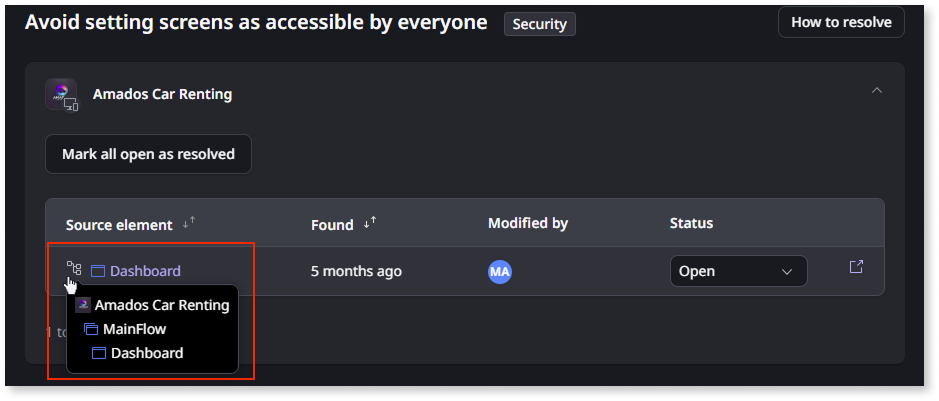 Avoid setting screens as accessible by everyone Security How to resolve
Amados Car Renting
Mark all open as resolved
Source element Found Modified by Status
Dashboard 5 months ago MA Open
Amados Car Renting
1 to
MainFlow
Dashboard